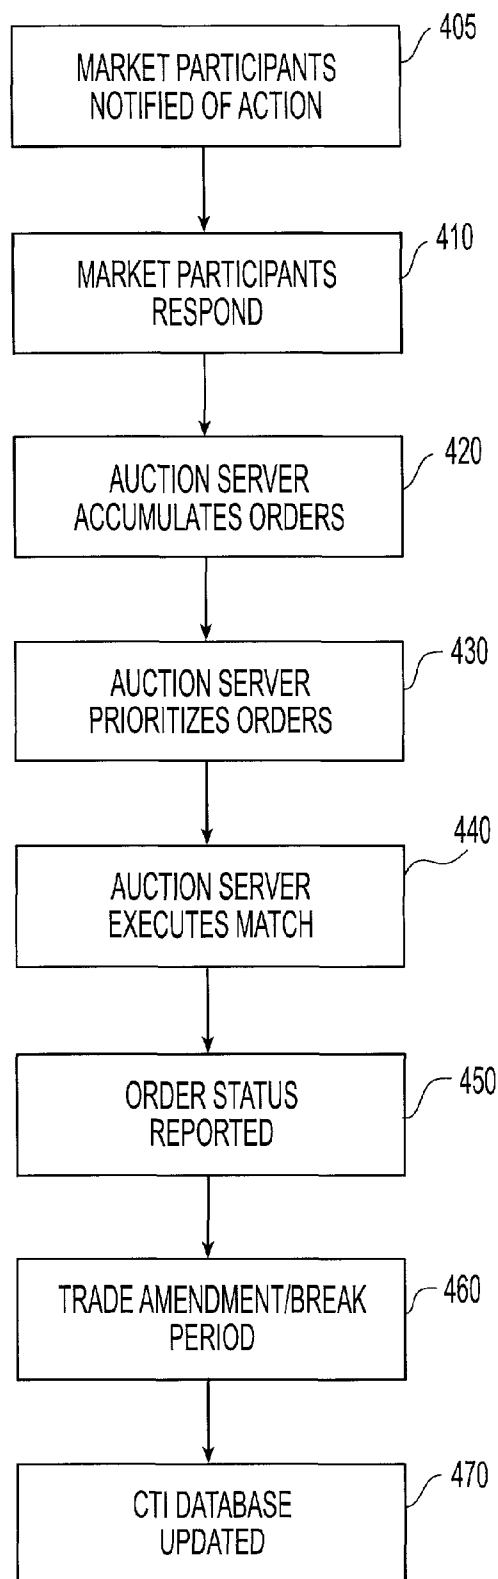 405
MARKET PARTICIPANTS
NOTIFIED OF ACTION
410
MARKET PARTICIPANTS
RESPOND
420
AUCTION SERVER
ACCUMULATES ORDERS
430
AUCTION SERVER
PRIORITIZES ORDERS
440
AUCTION SERVER
EXECUTES MATCH
450
ORDER STATUS
REPORTED
460
TRADE AMENDMENT/BREAK
PERIOD
470
CTI DATABASE
UPDATED